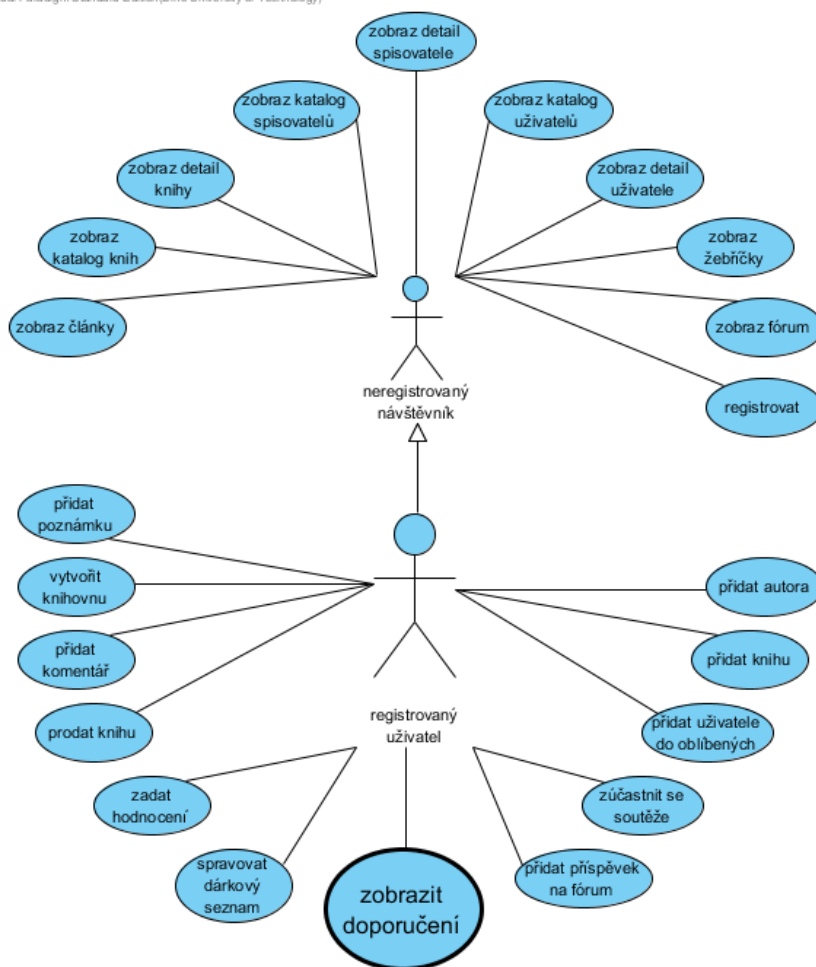 zobraz detail
spisovatele
zobraz katalog
spisovatelů
zobraz katalog
uživatelů
zobraz detail
knihy
zobraz detail
uživatele
zobraz
katalog knih
zobraz
žebříčky
zobraz články
zobraz fórum
neregistrovaný
návštěvník
registrovat
přidat
poznámku
vytvořit
knihovnu
přidat autora
přidat
komentář
přidat knihu
prodat knihu
registrovaný
uživatel
přidat uživatele
do oblíbených
zadat
hodnocení
zúčastnit se
soutěže
spravovat
dárkový
seznam
zobrazit
doporučení
přidat příspěvek
na fórum